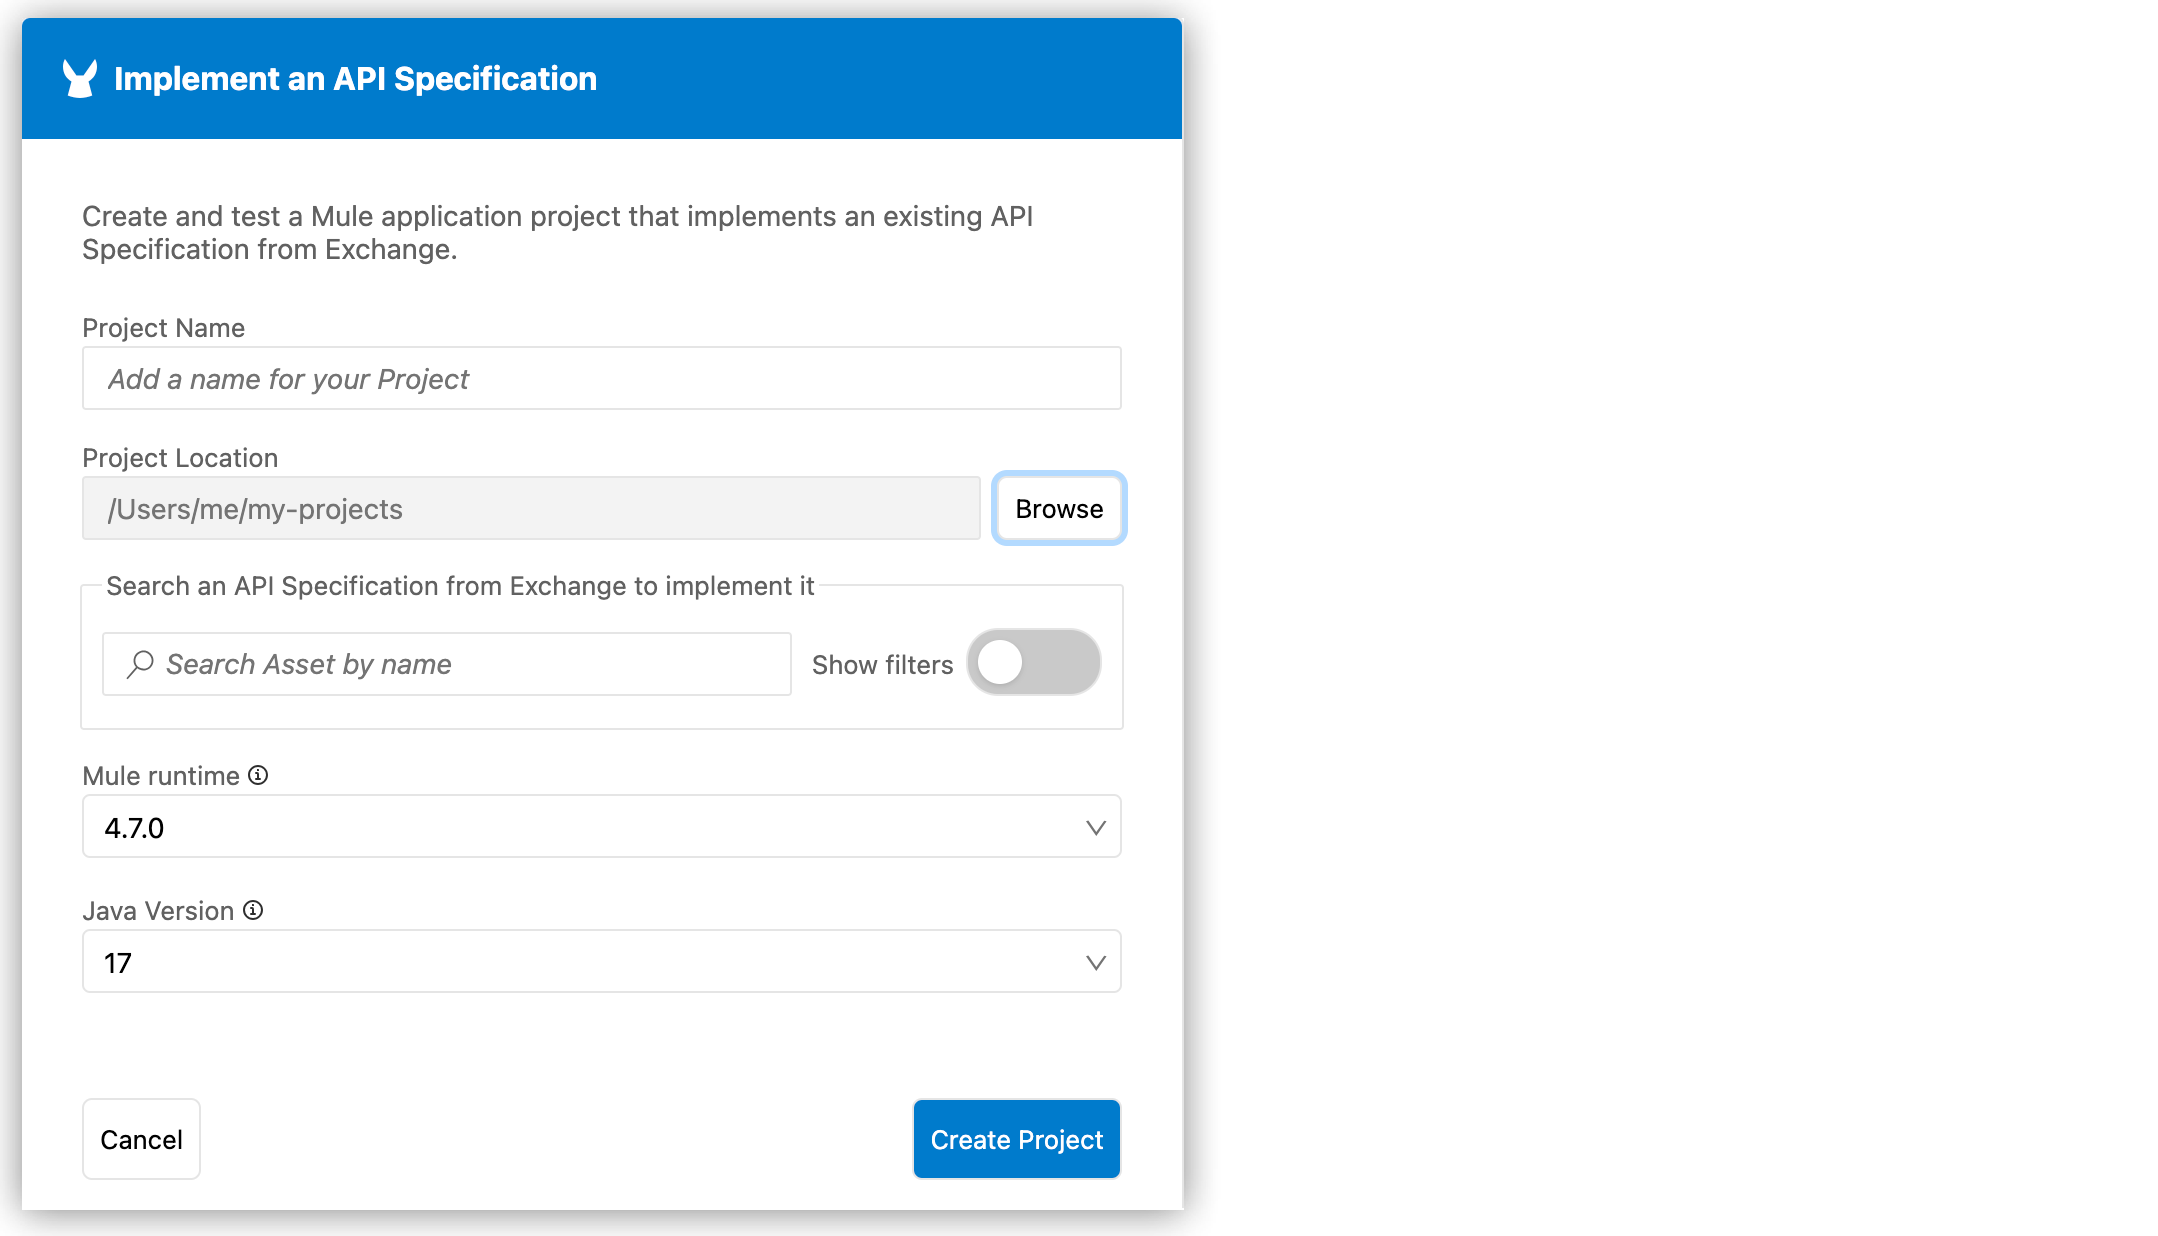 Implement an API Specification
Create and test a Mule application project that implements an existing API
Specification from Exchange.
Project Name
Add a name for your Project
Project Location
/Users/me/my-projects
Browse
Search an API Specification from Exchange to implement it
Search Asset by name
Show filters
Mule runtime
4.7.0
Java Version
17
Cancel
Create Project